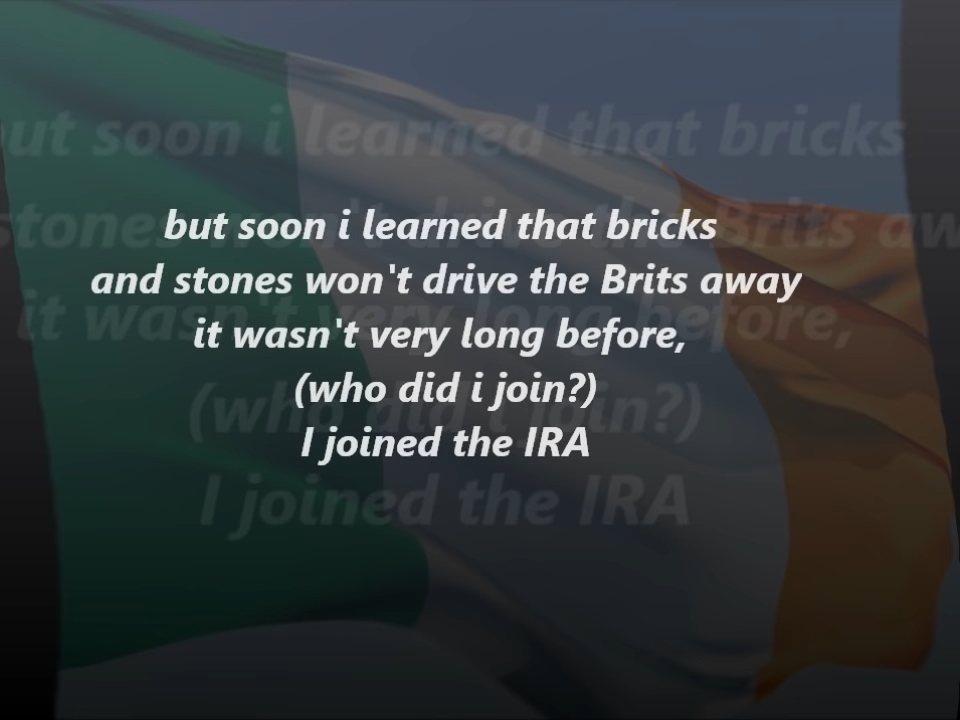 but soon i learned that bricks
and stones won't drive the Brits away
it wasn't very long before,
(who did i join?)
I joined the IRA